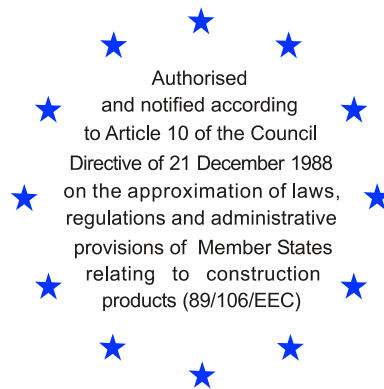 Authorised
and notified according
to Article 10 of the Council
Directive of 21 December 1988
on the approximation of laws,
regulations and administrative
provisions of Member States
relating to construction
products (89/106/EEC)